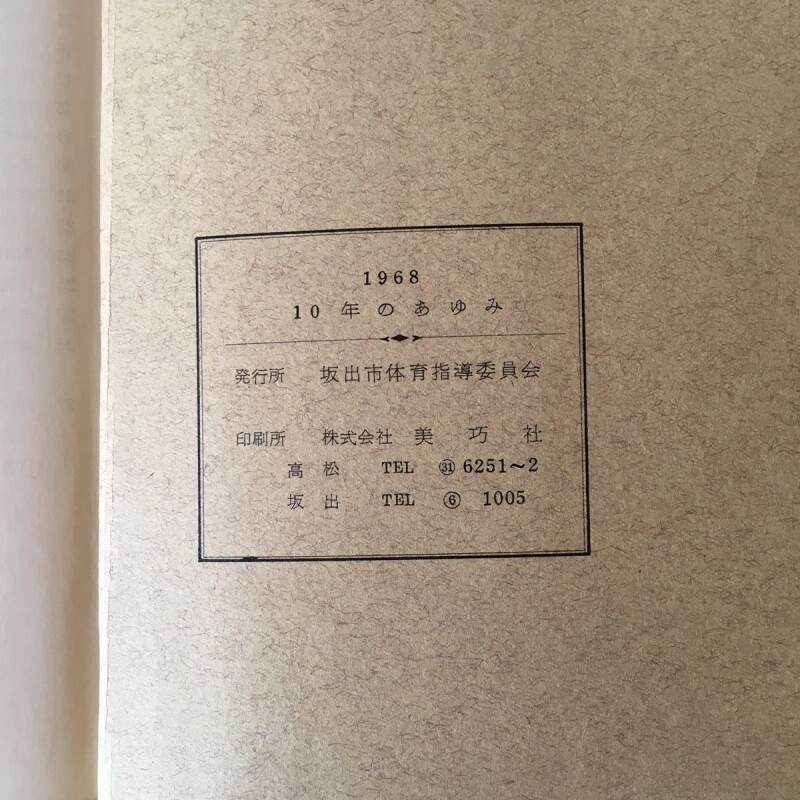 1968
10年のあゆみ
発行所 坂出市体育指導委員会
印刷所 株式会社 美巧社
高松 TEL ㉛ 6251〜2
坂出 TEL ⑥ 1005